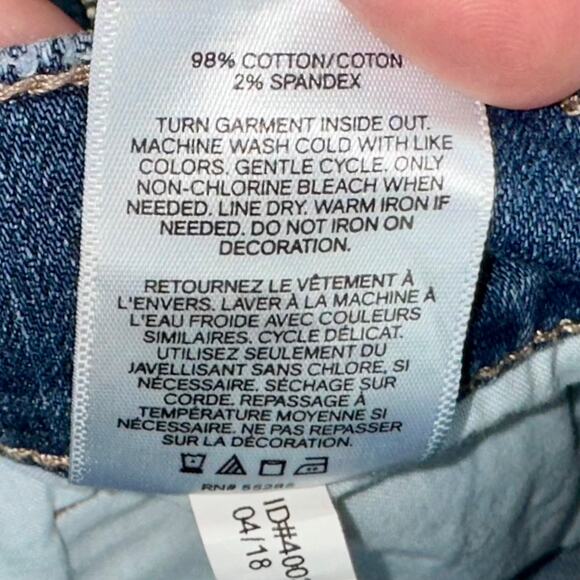 98% COTTON/COTON
2% SPANDEX
TURN GARMENT INSIDE OUT.
MACHINE WASH COLD WITH LIKE
COLORS. GENTLE CYCLE. ONLY
NON-CHLORINE BLEACH WHEN
NEEDED. LINE DRY. WARM IRON IF
NEEDED. DO NOT IRON ON
DECORATION.
RETOURNEZ LE VÊTEMENT À
L'ENVERS. LAVER À LA MACHINE À
L'EAU FROIDE AVEC COULEURS
SIMILAIRES. CYCLE DÉLICAT.
UTILISEZ SEULEMENT DU
JAVELLISANT SANS CHLORE, SI
NÉCESSAIRE. SÉCHAGE SUR
CORDE. REPASSAGE À
TEMPÉRATURE MOYENNE SI
NÉCESSAIRE. NE PAS REPASSER
SUR LA DÉCORATION.
RN#
ID#400
04/18